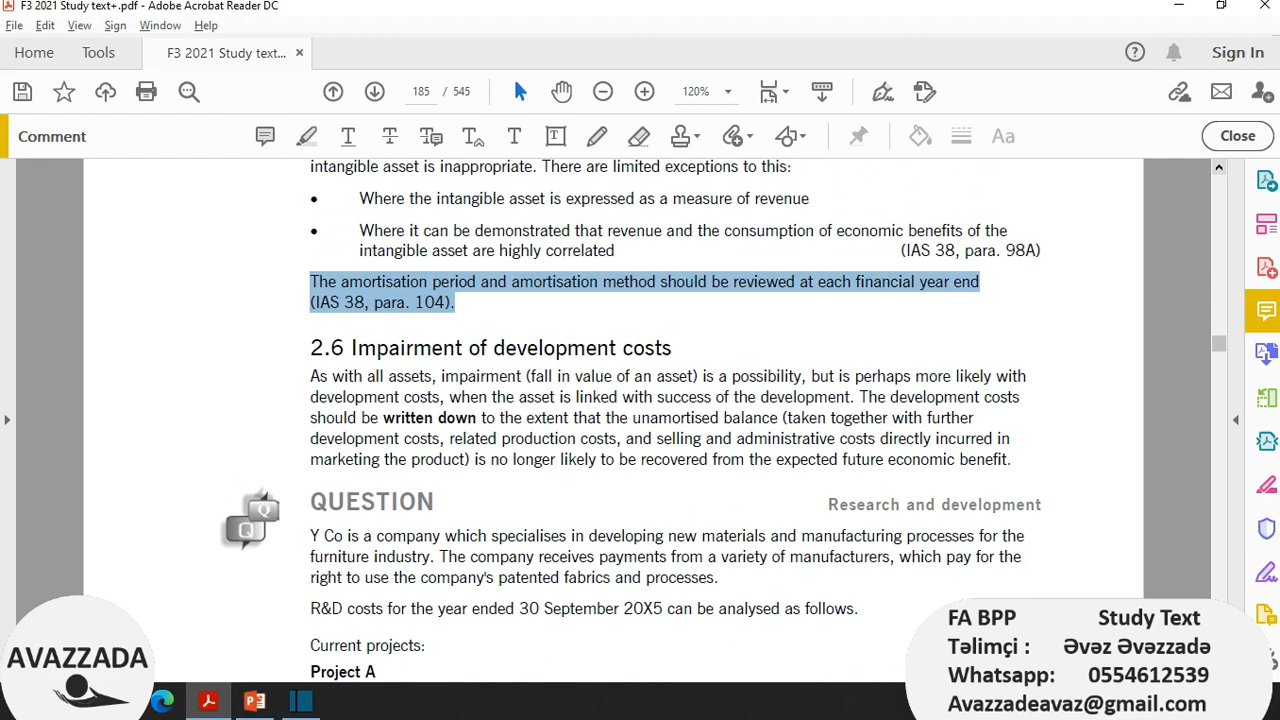 F3 2021 Study text+.pdf - Adobe Acrobat Reader DC
File Edit View Sign Window Help
Home Tools F3 2021 Study text... × Sign In
185 / 545 120%
Comment Close
intangible asset is inappropriate. There are limited exceptions to this:
• Where the intangible asset is expressed as a measure of revenue
• Where it can be demonstrated that revenue and the consumption of economic benefits of the
intangible asset are highly correlated (IAS 38, para. 98A)
The amortisation period and amortisation method should be reviewed at each financial year end
(IAS 38, para. 104).
2.6 Impairment of development costs
As with all assets, impairment (fall in value of an asset) is a possibility, but is perhaps more likely with
development costs, when the asset is linked with success of the development. The development costs
should be written down to the extent that the unamortised balance (taken together with further
development costs, related production costs, and selling and administrative costs directly incurred in
marketing the product) is no longer likely to be recovered from the expected future economic benefit.
QUESTION Research and development
Y Co is a company which specialises in developing new materials and manufacturing processes for the
furniture industry. The company receives payments from a variety of manufacturers, which pay for the
right to use the company's patented fabrics and processes.
R&D costs for the year ended 30 September 20X5 can be analysed as follows.
Current projects:
Project A
AVAZZADA
FA BPP Study Text
Təlimçi : Əvəz Əvəzzadə
Whatsapp: 0554612539
Avazzadeavaz@gmail.com